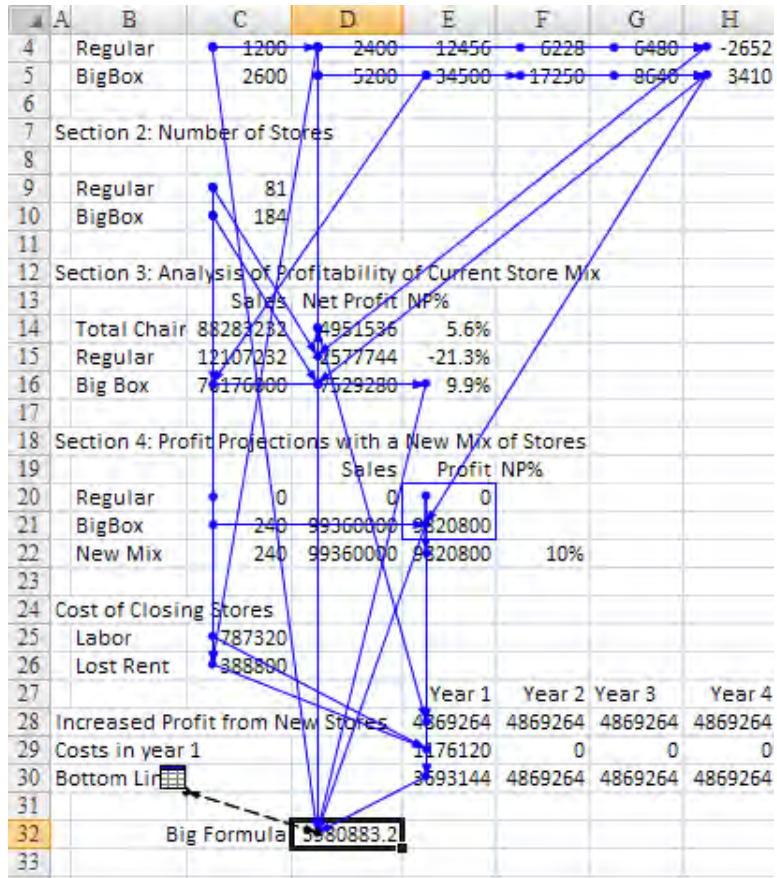 A B C D E F G H
4 Regular 1200 2400 12456 6228 6480 -2652
5 BigBox 2600 5200 34500 17250 8640 3410
6
7 Section 2: Number of Stores
8
9 Regular 81
10 BigBox 184
11
12 Section 3: Analysis of Profitability of Current Store Mix
13 Sales Net Profit NP%
14 Total Chair 88283232 4951536 5.6%
15 Regular 12107232 -2577744 -21.3%
16 Big Box 76176000 7529280 9.9%
17
18 Section 4: Profit Projections with a New Mix of Stores
19 Sales Profit NP%
20 Regular 0 0 0
21 BigBox 240 99360000 9820800
22 New Mix 240 99360000 9820800 10%
23
24 Cost of Closing Stores
25 Labor 787320
26 Lost Rent 388800
27 Year 1 Year 2 Year 3 Year 4
28 Increased Profit from New Stores 4869264 4869264 4869264 4869264
29 Costs in year 1 1176120 0 0 0
30 Bottom Lin 3693144 4869264 4869264 4869264
31
32 Big Formula
33